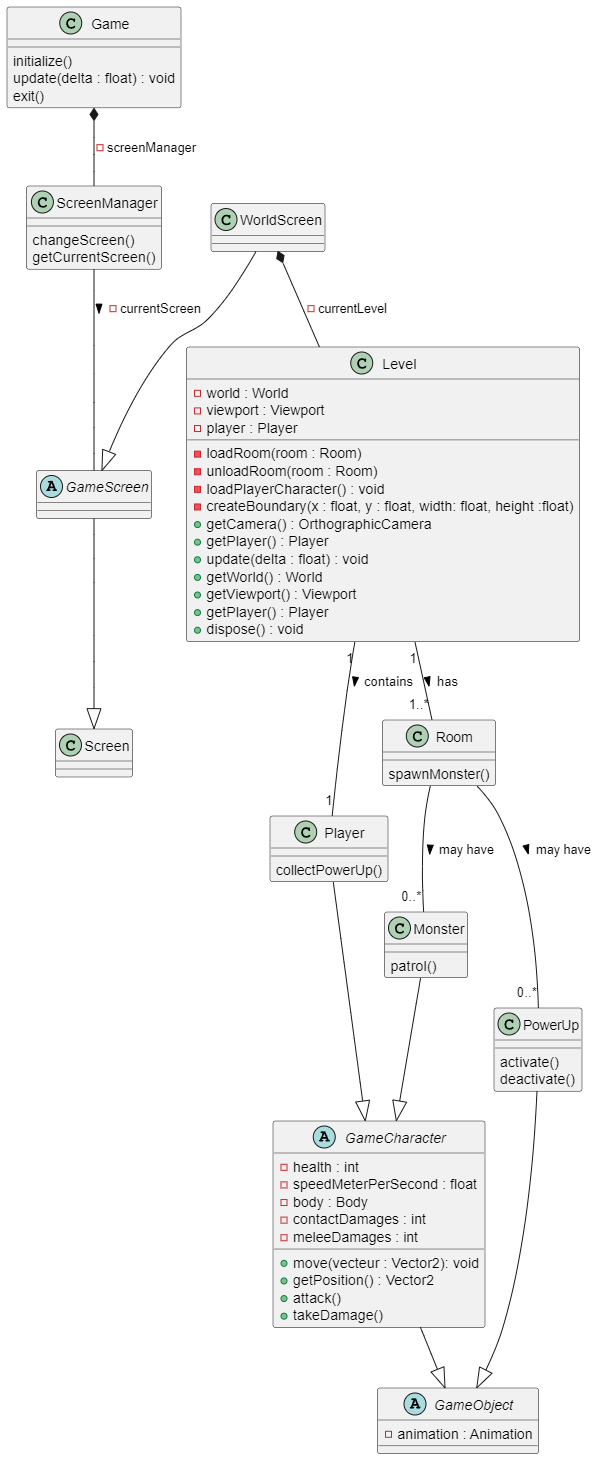 C Game
initialize()
update(delta : float) : void
exit()
screenManager
C ScreenManager
changeScreen()
getCurrentScreen()
C WorldScreen
currentScreen
currentLevel
C Level
world : World
viewport : Viewport
player : Player
loadRoom(room : Room)
unloadRoom(room : Room)
loadPlayerCharacter() : void
createBoundary(x : float, y : float, width: float, height :float)
getCamera() : OrthographicCamera
getPlayer() : Player
update(delta : float) : void
getWorld() : World
getViewport() : Viewport
getPlayer() : Player
dispose() : void
A GameScreen
1
contains
1
has
1..*
C Screen
C Room
spawnMonster()
1
C Player
collectPowerUp()
may have
may have
0..*
C Monster
patrol()
0..*
C PowerUp
activate()
deactivate()
A GameCharacter
health : int
speedMeterPerSecond : float
body : Body
contactDamages : int
meleeDamages : int
move(vecteur : Vector2): void
getPosition() : Vector2
attack()
takeDamage()
A GameObject
animation : Animation